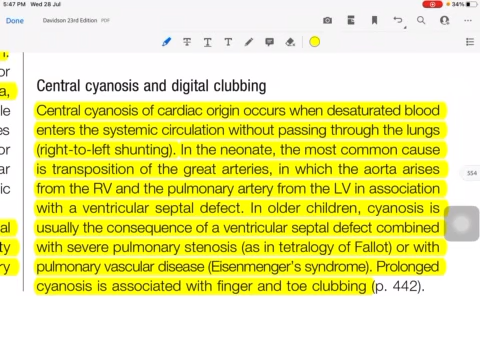 5:47 PM Wed 28 Jul
34%
Done
Davidson 23rd Edition PDF
T T T
Central cyanosis and digital clubbing
Central cyanosis of cardiac origin occurs when desaturated blood
enters the systemic circulation without passing through the lungs
(right-to-left shunting). In the neonate, the most common cause
is transposition of the great arteries, in which the aorta arises
from the RV and the pulmonary artery from the LV in association
with a ventricular septal defect. In older children, cyanosis is
usually the consequence of a ventricular septal defect combined
with severe pulmonary stenosis (as in tetralogy of Fallot) or with
pulmonary vascular disease (Eisenmenger's syndrome). Prolonged
cyanosis is associated with finger and toe clubbing (p. 442).
354